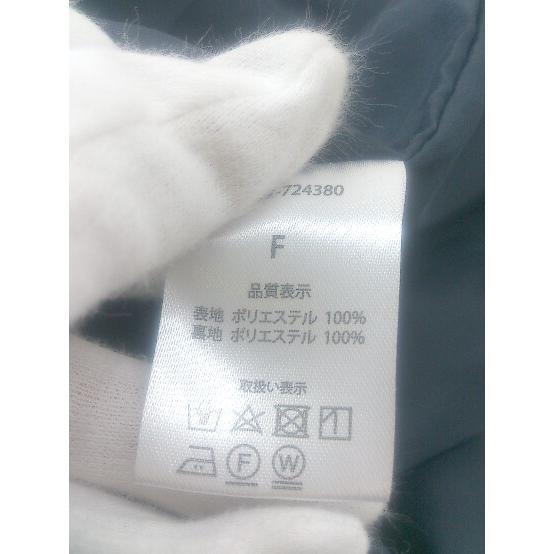 -724380
F
品質表示
表地 ポリエステル 100%
裏地 ポリエステル 100%
取扱い表示
F W